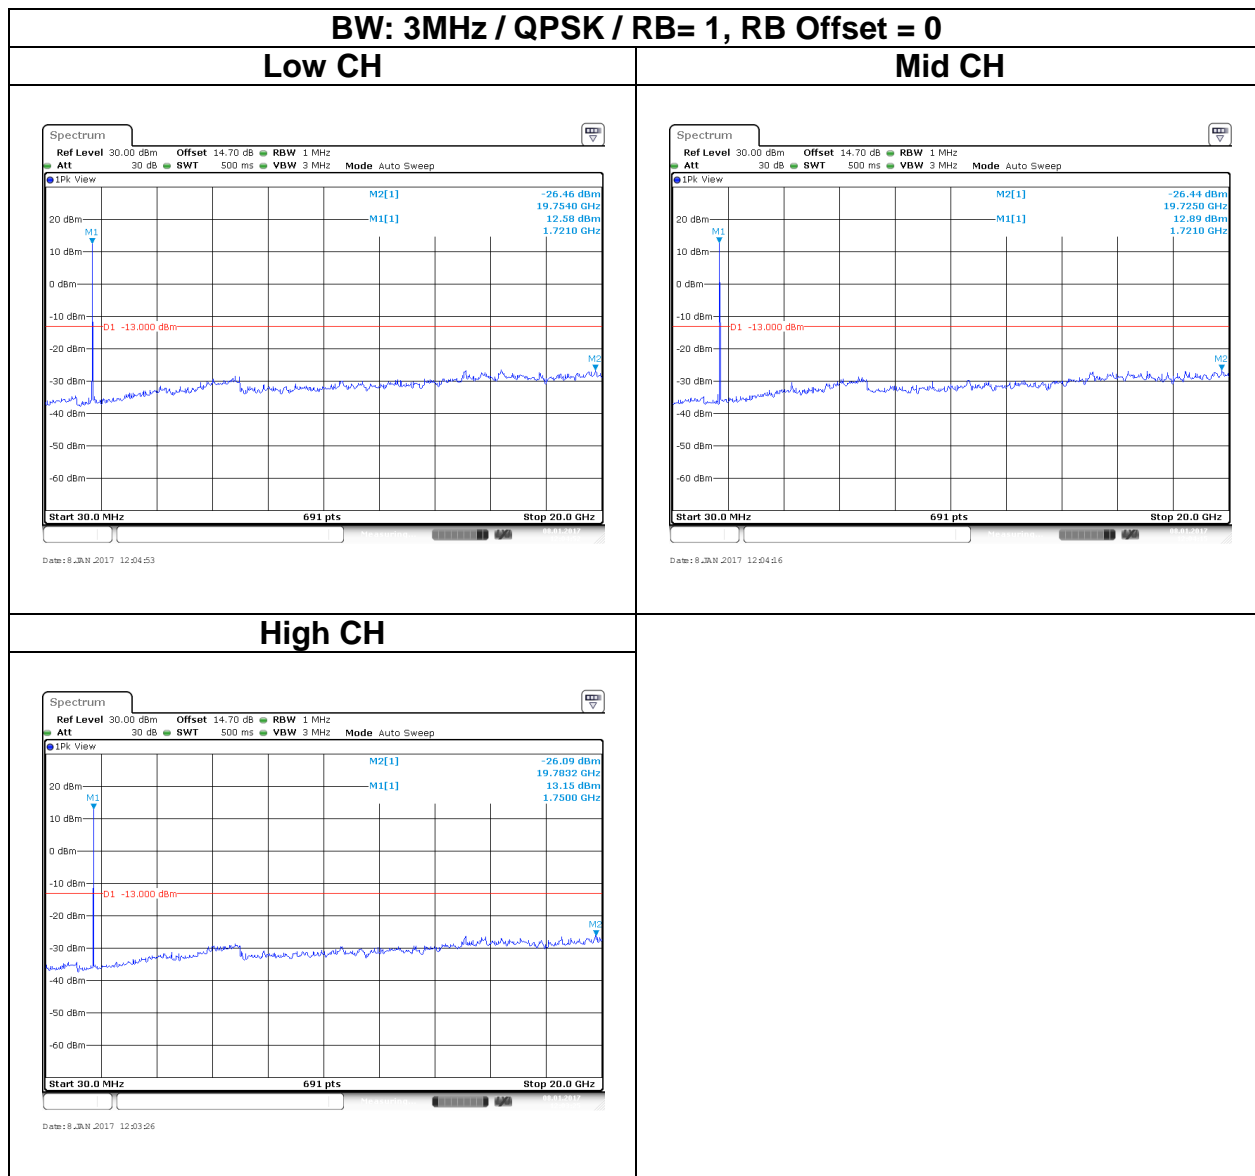 BW: 3MHz / QPSK / RB= 1, RB Offset = 0
Low CH
Spectrum
Ref Level 30.00 dBm Offset 14.70 dB RBW 1 MHz
Att 30 dB SWT 500 ms VBW 3 MHz Mode Auto Sweep
1Pk View
M2[1] -26.46 dBm
19.7540 GHz
20 dBm M1[1] 12.58 dBm
M1 1.7210 GHz
10 dBm
0 dBm
-10 dBm
D1 -13.000 dBm
-20 dBm
M2
-30 dBm
-40 dBm
-50 dBm
-60 dBm
Start 30.0 MHz 691 pts Stop 20.0 GHz
Date: 8.JAN.2017 12:04:53
Mid CH
Spectrum
Ref Level 30.00 dBm Offset 14.70 dB RBW 1 MHz
Att 30 dB SWT 500 ms VBW 3 MHz Mode Auto Sweep
1Pk View
M2[1] -26.44 dBm
19.7250 GHz
20 dBm M1[1] 12.89 dBm
M1 1.7210 GHz
10 dBm
0 dBm
-10 dBm
D1 -13.000 dBm
-20 dBm
M2
-30 dBm
-40 dBm
-50 dBm
-60 dBm
Start 30.0 MHz 691 pts Stop 20.0 GHz
Date: 8.JAN.2017 12:04:16
High CH
Spectrum
Ref Level 30.00 dBm Offset 14.70 dB RBW 1 MHz
Att 30 dB SWT 500 ms VBW 3 MHz Mode Auto Sweep
1Pk View
M2[1] -26.09 dBm
19.7832 GHz
20 dBm M1[1] 13.15 dBm
M1 1.7500 GHz
10 dBm
0 dBm
-10 dBm
D1 -13.000 dBm
-20 dBm
M2
-30 dBm
-40 dBm
-50 dBm
-60 dBm
Start 30.0 MHz 691 pts Stop 20.0 GHz
Date: 8.JAN.2017 12:03:26